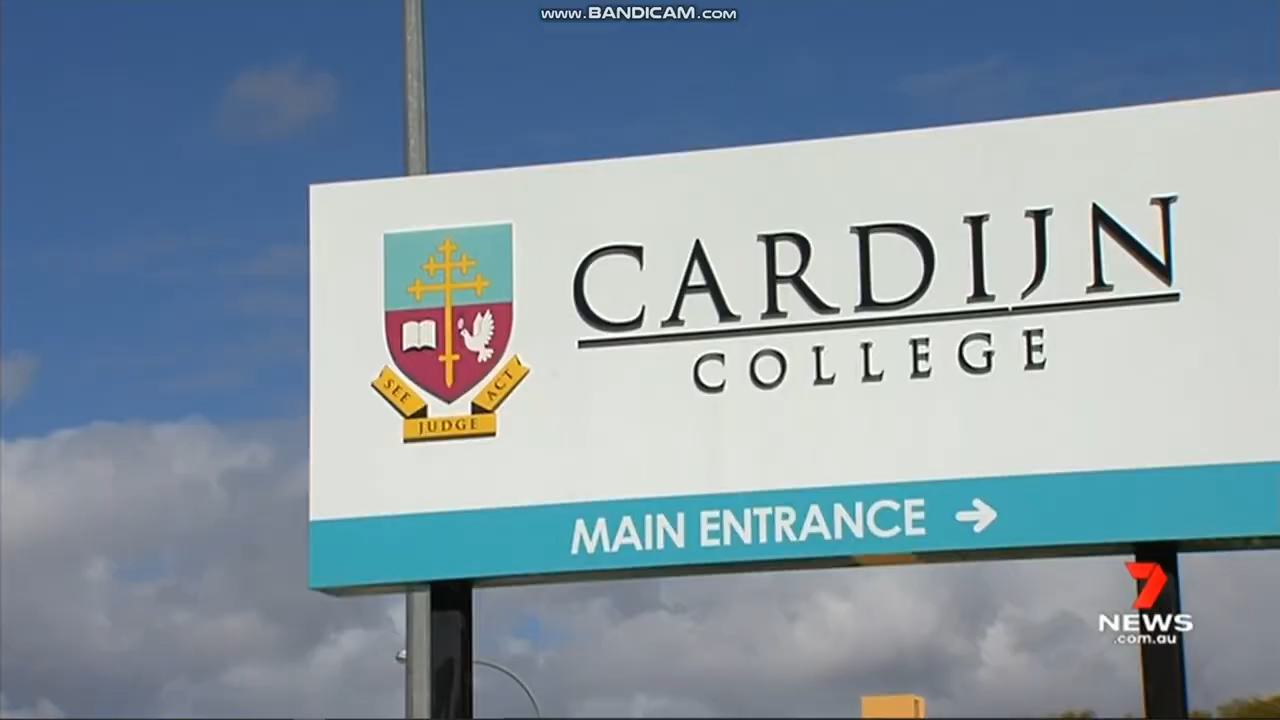 www.BANDICAM.com
CARDIJN
COLLEGE
SEE
JUDGE
ACT
MAIN ENTRANCE →
7
NEWS
.com.au